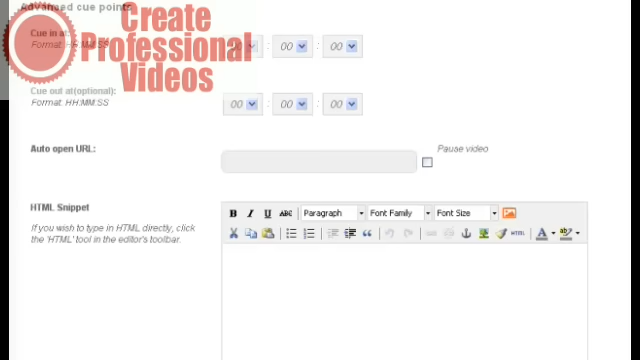 Advanced cue points
Create
Professional
Videos
Cue in at:
Format: HH:MM:SS
00 : 00 : 00
Cue out at(optional):
Format: HH:MM:SS
00 : 00 : 00
Auto open URL:
Pause video
HTML Snippet
If you wish to type in HTML directly, click
the 'HTML' tool in the editor's toolbar.
B I U ABC Paragraph Font Family Font Size
HTML A ab